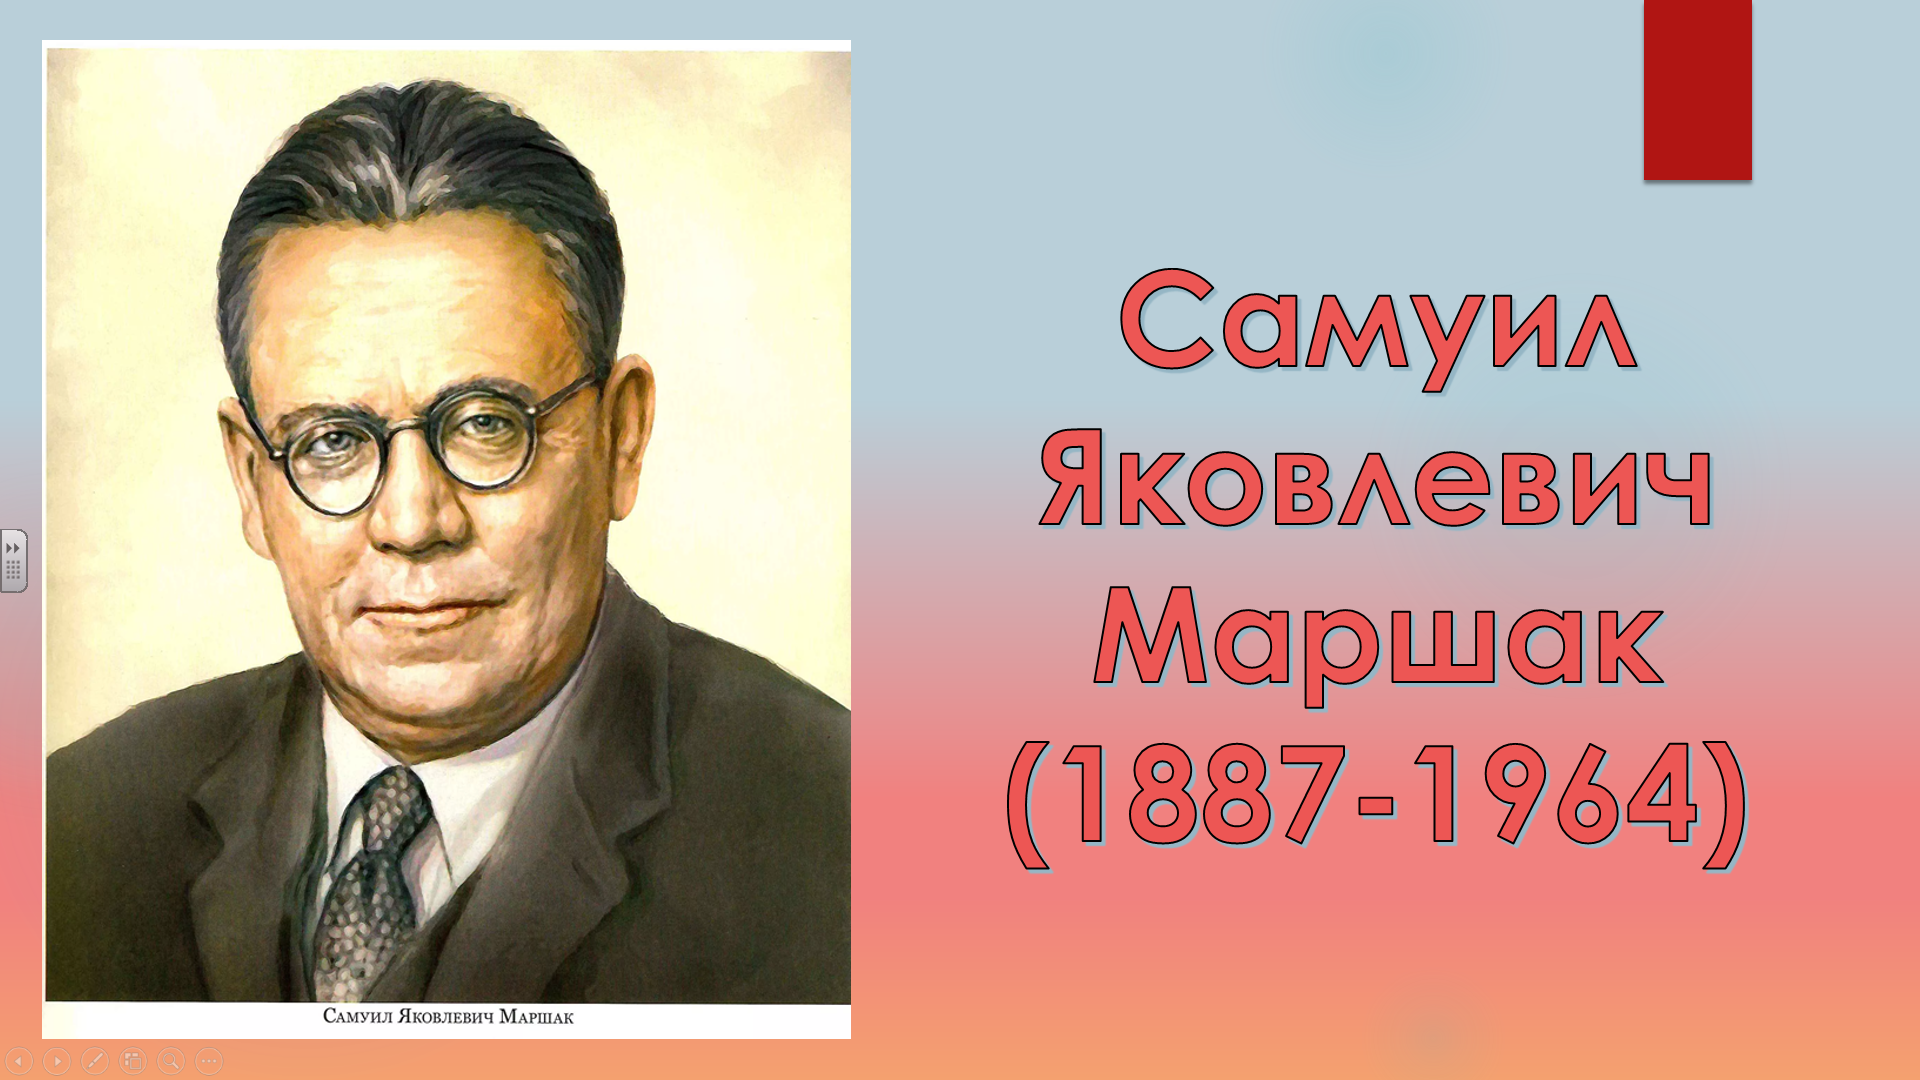 Самуил
Яковлевич
Маршак
(1887-1964)
Самуил Яковлевич Маршак